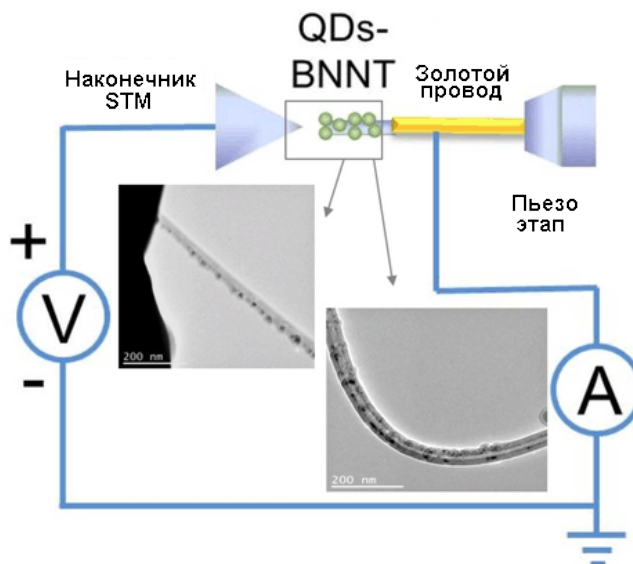 QDs-
BNNT
Наконечник
STM
Золотой
провод
Пьезо
этап
+
V
-
200 nm
200 nm
A